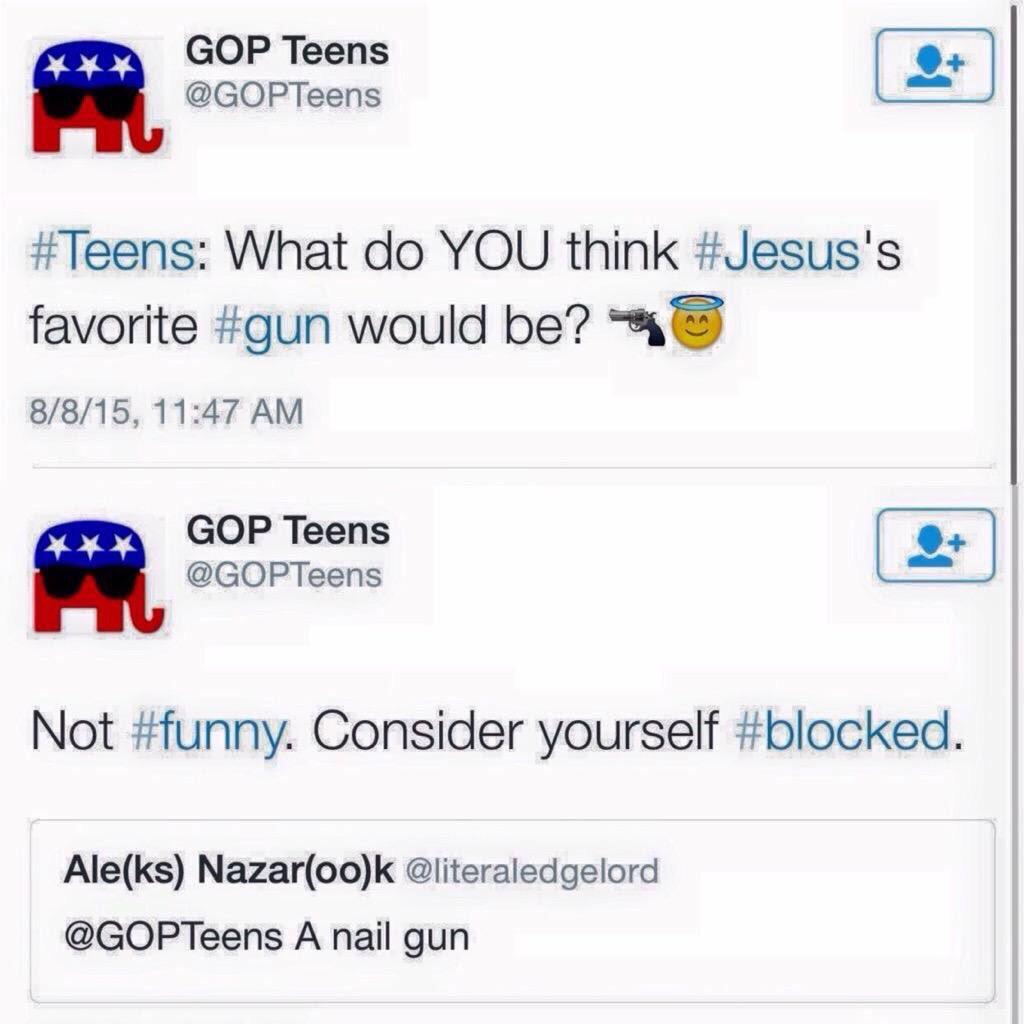 GOP Teens
@GOPTeens
#Teens: What do YOU think #Jesus's
favorite #gun would be? 🔫😇
8/8/15, 11:47 AM
GOP Teens
@GOPTeens
Not #funny. Consider yourself #blocked.
Ale(ks) Nazar(oo)k @literaledgelord
@GOPTeens A nail gun